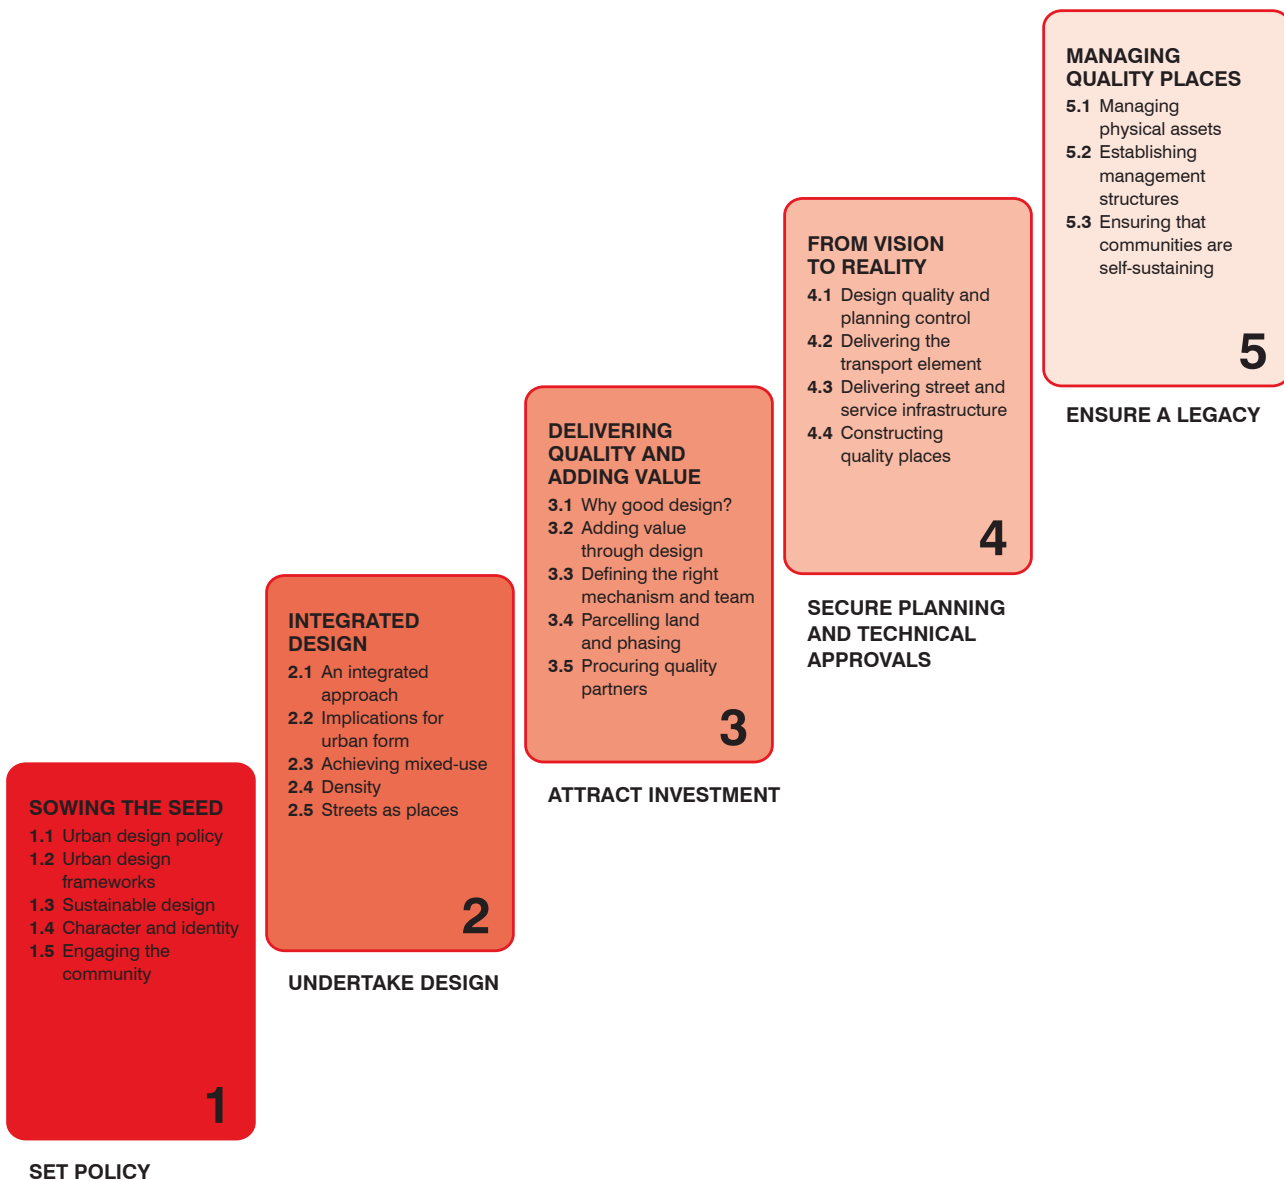 SOWING THE SEED
1.1 Urban design policy
1.2 Urban design
frameworks
1.3 Sustainable design
1.4 Character and identity
1.5 Engaging the
community
1
SET POLICY
INTEGRATED
DESIGN
2.1 An integrated
approach
2.2 Implications for
urban form
2.3 Achieving mixed-use
2.4 Density
2.5 Streets as places
2
UNDERTAKE DESIGN
DELIVERING
QUALITY AND
ADDING VALUE
3.1 Why good design?
3.2 Adding value
through design
3.3 Defining the right
mechanism and team
3.4 Parcelling land
and phasing
3.5 Procuring quality
partners
3
ATTRACT INVESTMENT
FROM VISION
TO REALITY
4.1 Design quality and
planning control
4.2 Delivering the
transport element
4.3 Delivering street and
service infrastructure
4.4 Constructing
quality places
4
SECURE PLANNING
AND TECHNICAL
APPROVALS
MANAGING
QUALITY PLACES
5.1 Managing
physical assets
5.2 Establishing
management
structures
5.3 Ensuring that
communities are
self-sustaining
5
ENSURE A LEGACY